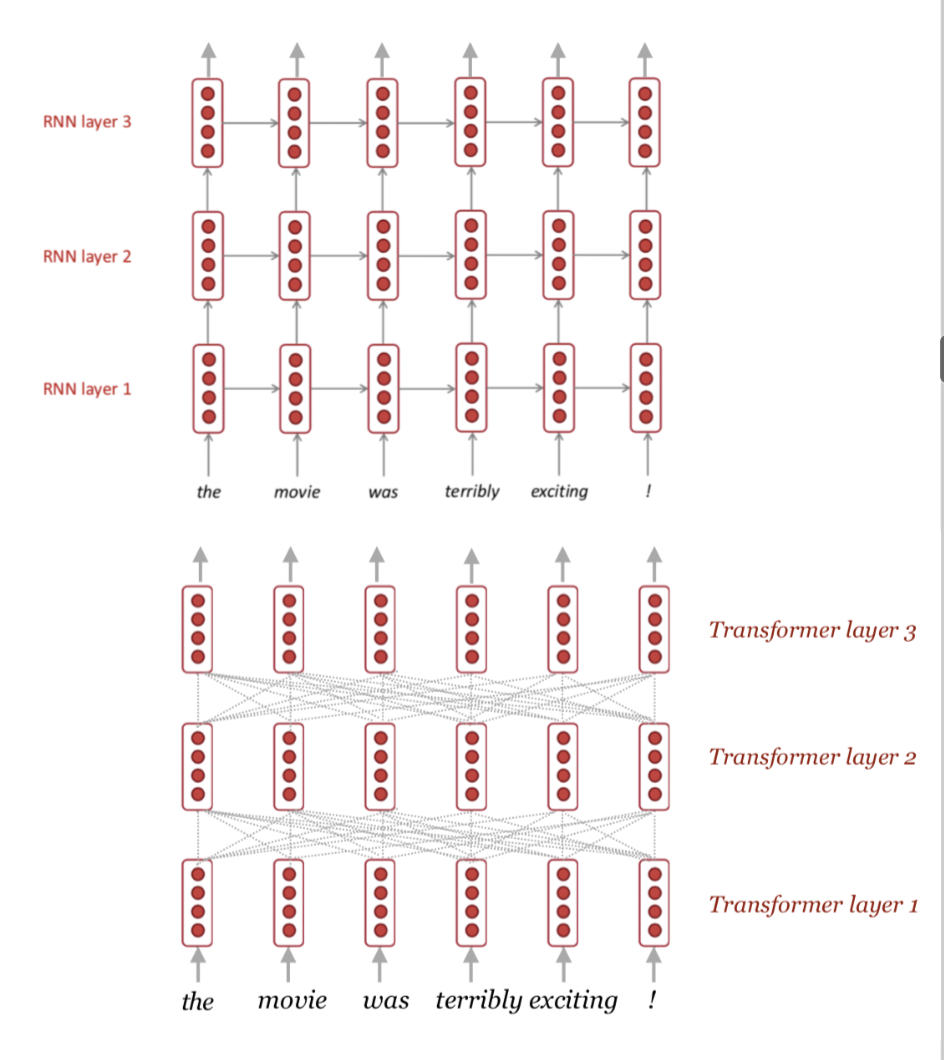 RNN layer 3
RNN layer 2
RNN layer 1
the movie was terribly exciting !
Transformer layer 3
Transformer layer 2
Transformer layer 1
the movie was terribly exciting !